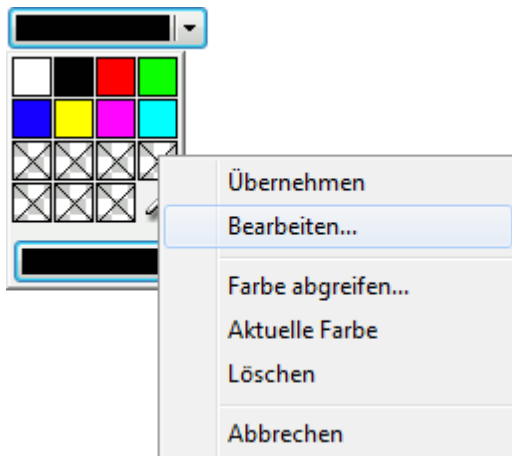 Übernehmen
Bearbeiten...
Farbe abgreifen...
Aktuelle Farbe
Löschen
Abbrechen